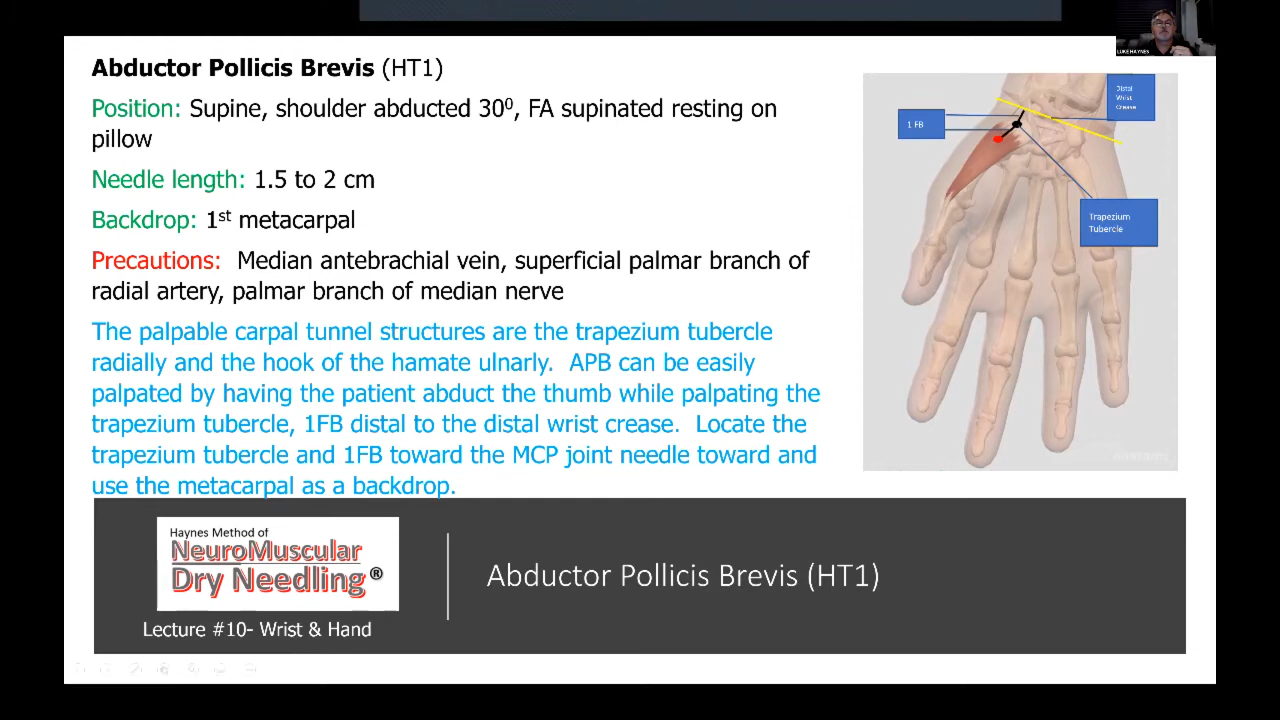 LUKE HAYNES
Abductor Pollicis Brevis (HT1)
Position: Supine, shoulder abducted 30⁰, FA supinated resting on
pillow
Needle length: 1.5 to 2 cm
Backdrop: 1st metacarpal
Precautions: Median antebrachial vein, superficial palmar branch of
radial artery, palmar branch of median nerve
The palpable carpal tunnel structures are the trapezium tubercle
radially and the hook of the hamate ulnarly. APB can be easily
palpated by having the patient abduct the thumb while palpating the
trapezium tubercle, 1FB distal to the distal wrist crease. Locate the
trapezium tubercle and 1FB toward the MCP joint needle toward and
use the metacarpal as a backdrop.
Distal
Wrist
Crease
1 FB
Trapezium
Tubercle
Haynes Method of
NeuroMuscular
Dry Needling®
Lecture #10- Wrist & Hand
Abductor Pollicis Brevis (HT1)